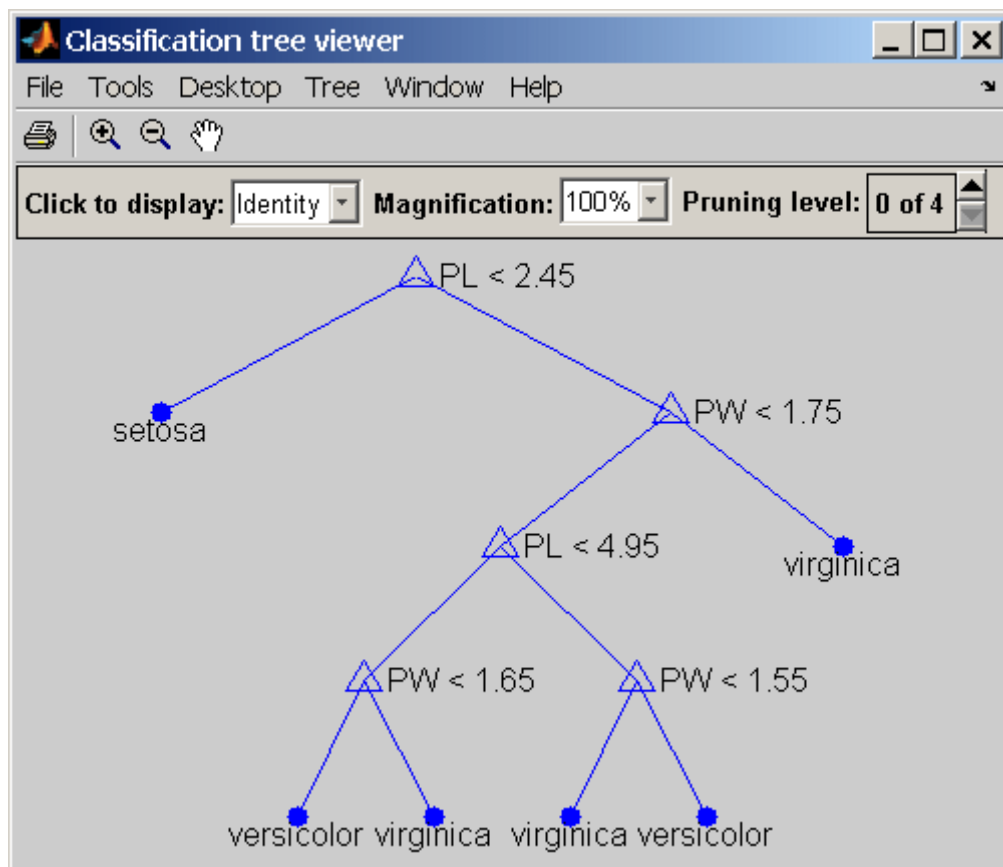 Classification tree viewer
File Tools Desktop Tree Window Help
Click to display: Identity Magnification: 100% Pruning level: 0 of 4
PL < 2.45
setosa
PW < 1.75
PL < 4.95
virginica
PW < 1.65
PW < 1.55
versicolor virginica virginica versicolor